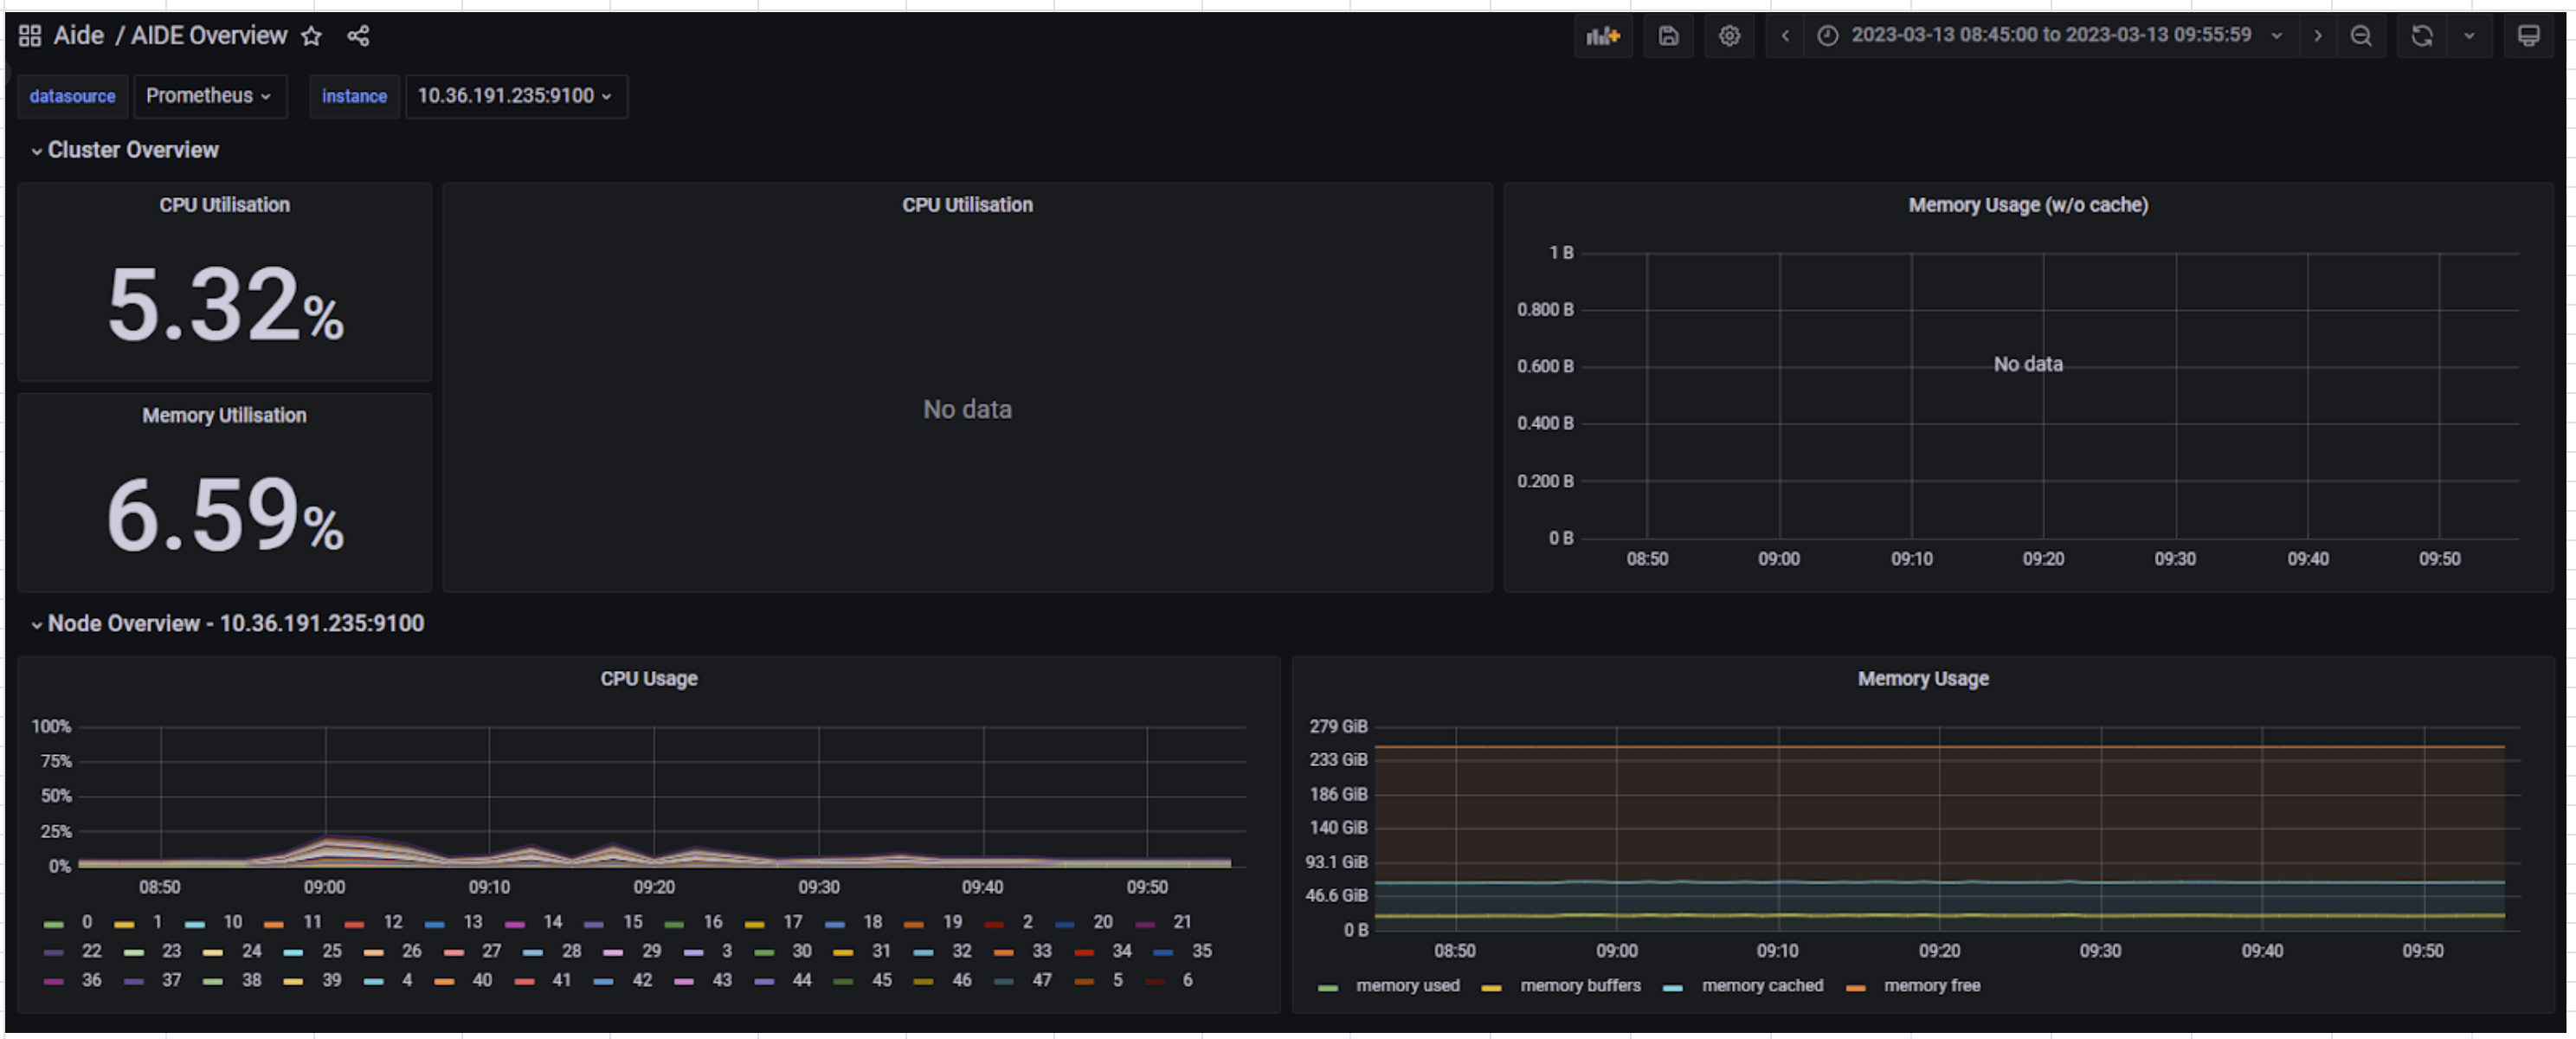 Aide / AIDE Overview
2023-03-13 08:45:00 to 2023-03-13 09:55:59
datasource Prometheus instance 10.36.191.235:9100
Cluster Overview
CPU Utilisation
5.32%
Memory Utilisation
6.59%
CPU Utilisation
No data
Memory Usage (w/o cache)
1 B
0.800 B
0.600 B
0.400 B
0.200 B
0 B
No data
08:50 09:00 09:10 09:20 09:30 09:40 09:50
Node Overview - 10.36.191.235:9100
CPU Usage
100%
75%
50%
25%
0%
08:50 09:00 09:10 09:20 09:30 09:40 09:50
0 1 10 11 12 13 14 15 16 17 18 19 2 20 21
22 23 24 25 26 27 28 29 3 30 31 32 33 34 35
36 37 38 39 4 40 41 42 43 44 45 46 47 5 6
Memory Usage
279 GiB
233 GiB
186 GiB
140 GiB
93.1 GiB
46.6 GiB
0 B
08:50 09:00 09:10 09:20 09:30 09:40 09:50
memory used memory buffers memory cached memory free